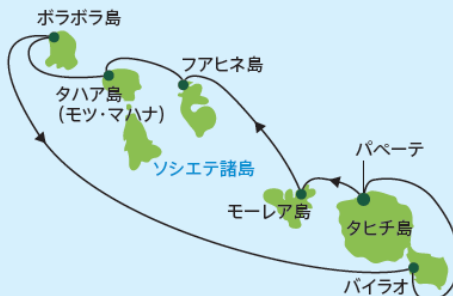 ボラボラ島
フアヒネ島
タハア島
(モツ・マハナ)
パペーテ
ソシエテ諸島
モーレア島
タヒチ島
バイラオ